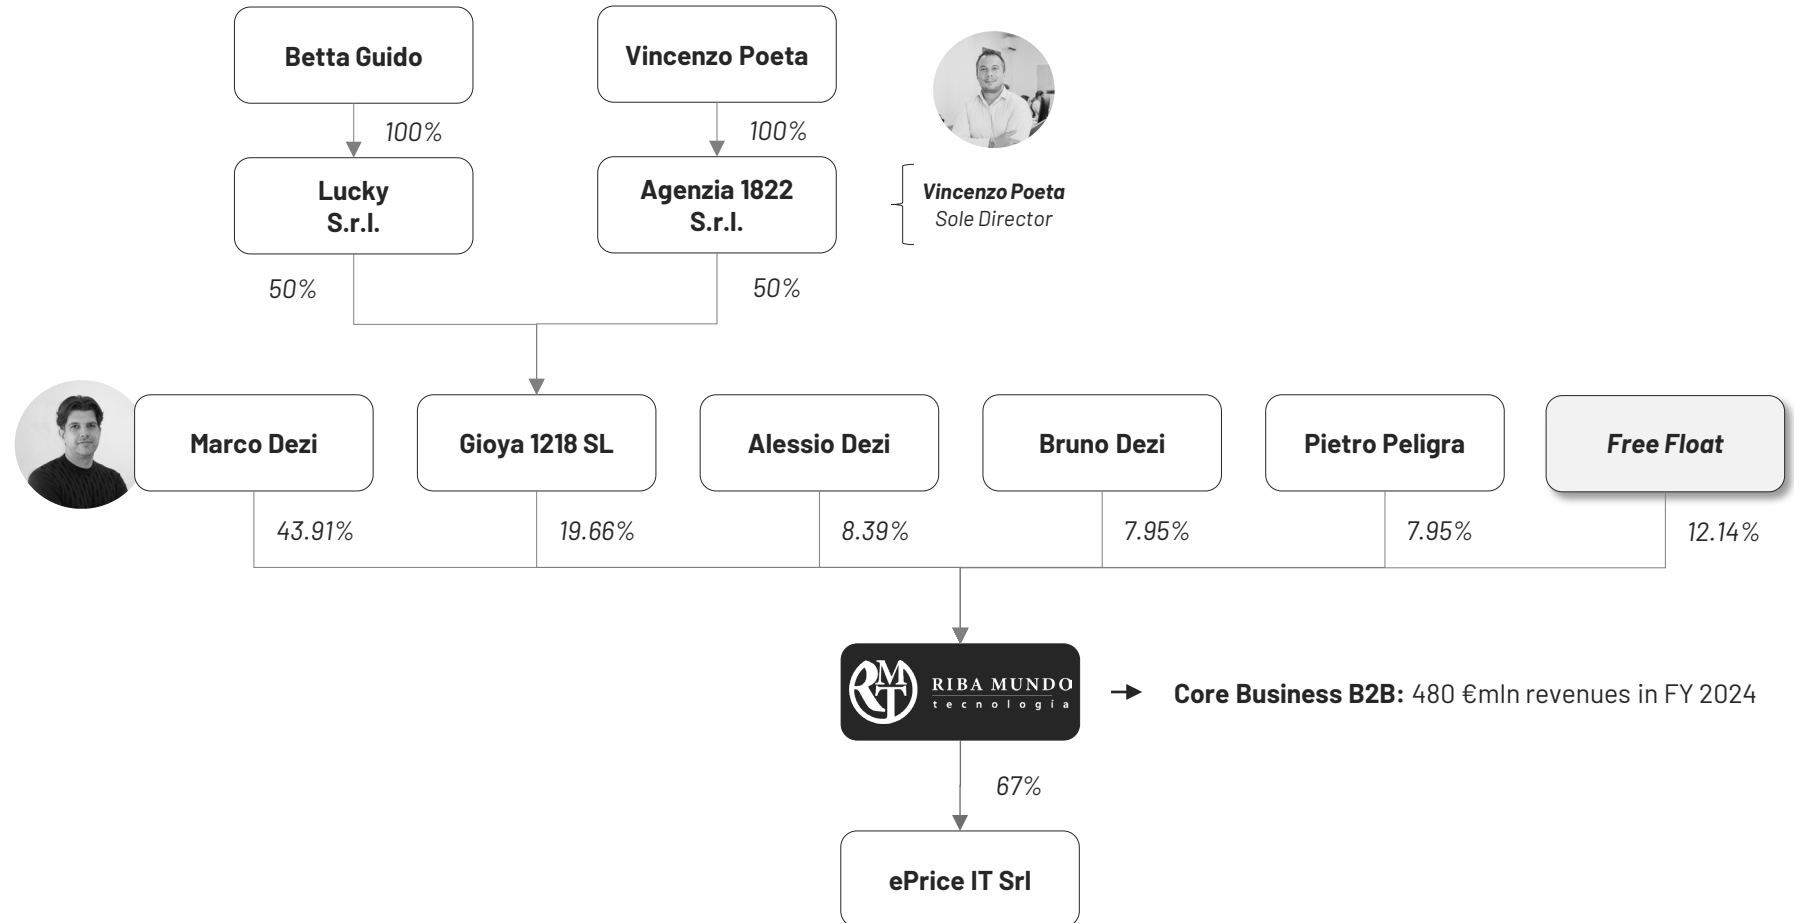 Betta Guido
Vincenzo Poeta
100%
100%
Lucky
S.r.l.
Agenzia 1822
S.r.l.
Vincenzo Poeta
Sole Director
50%
50%
Marco Dezi
Gioya 1218 SL
Alessio Dezi
Bruno Dezi
Pietro Peligra
Free Float
43.91%
19.66%
8.39%
7.95%
7.95%
12.14%
RMT
RIBA MUNDO
tecnología
Core Business B2B: 480 €mln revenues in FY 2024
67%
ePrice IT Srl